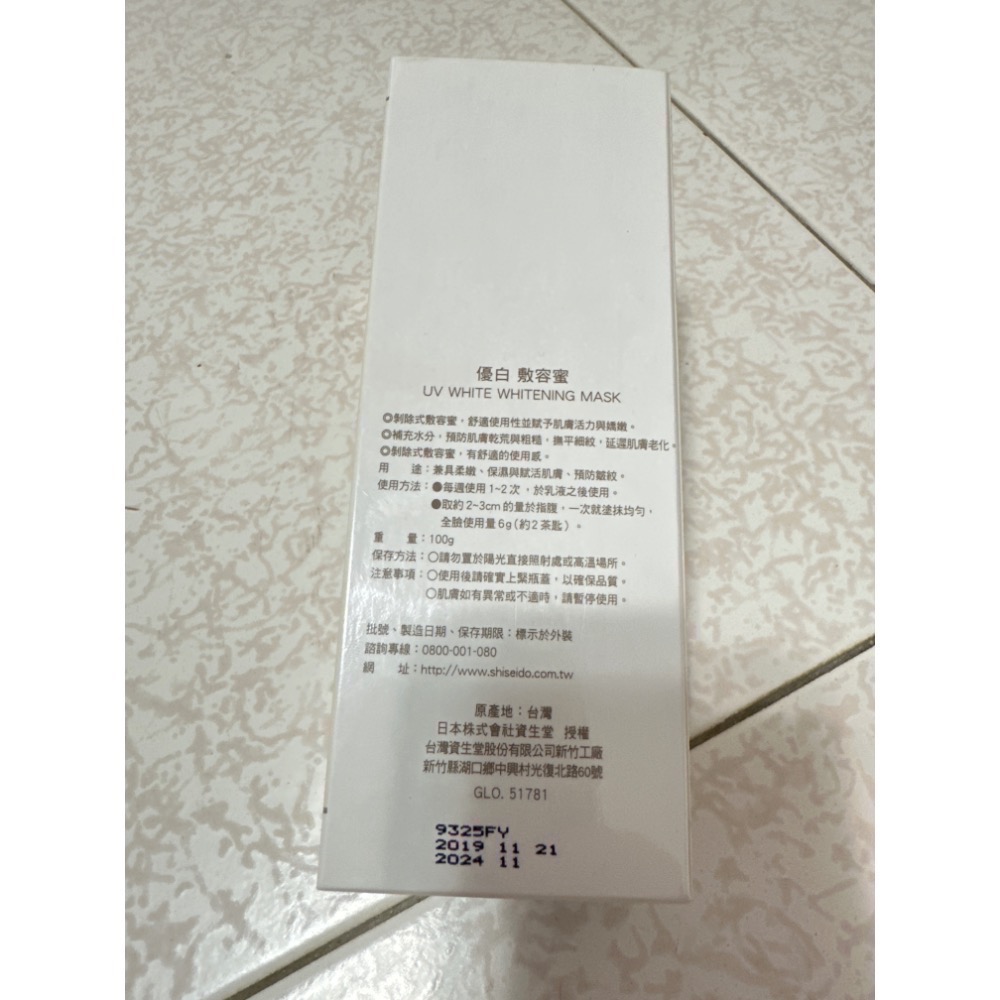 優白 敷容蜜
UV WHITE WHITENING MASK
◎剝除式敷容蜜，舒適使用性並賦予肌膚活力與嬌嫩。
◎補充水分，預防肌膚乾荒與粗糙，撫平細紋，延遲肌膚老化。
◎剝除式敷容蜜，有舒適的使用感。
用 途：兼具柔嫩、保濕與賦活肌膚、預防皺紋。
使用方法：●每週使用1~2次，於乳液之後使用。
●取約2~3cm的量於指腹，一次就塗抹均勻，
全臉使用量6g(約2茶匙)。
重 量：100g
保存方法：○請勿置於陽光直接照射處或高溫場所。
注意事項：○使用後請確實上緊瓶蓋，以確保品質。
○肌膚如有異常或不適時，請暫停使用。
批號、製造日期、保存期限：標示於外裝
諮詢專線：0800-001-080
網 址：http://www.shiseido.com.tw
原產地：台灣
日本株式會社資生堂 授權
台灣資生堂股份有限公司新竹工廠
新竹縣湖口鄉中興村光復北路60號
GLO. 51781
9325FY
2019 11 21
2024 11